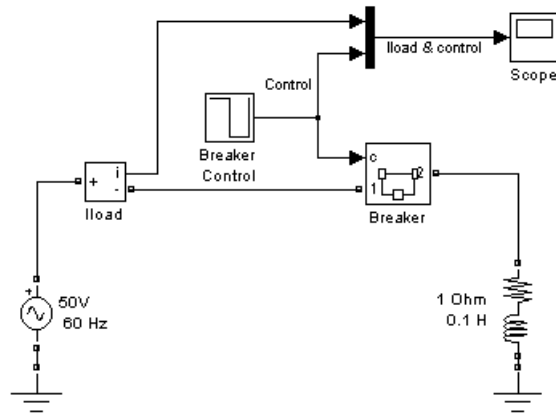 Iload & control
Scope
Control
Breaker
Control
c
1
2
Breaker
+
i
-
Iload
+
50V
60 Hz
1 Ohm
0.1 H